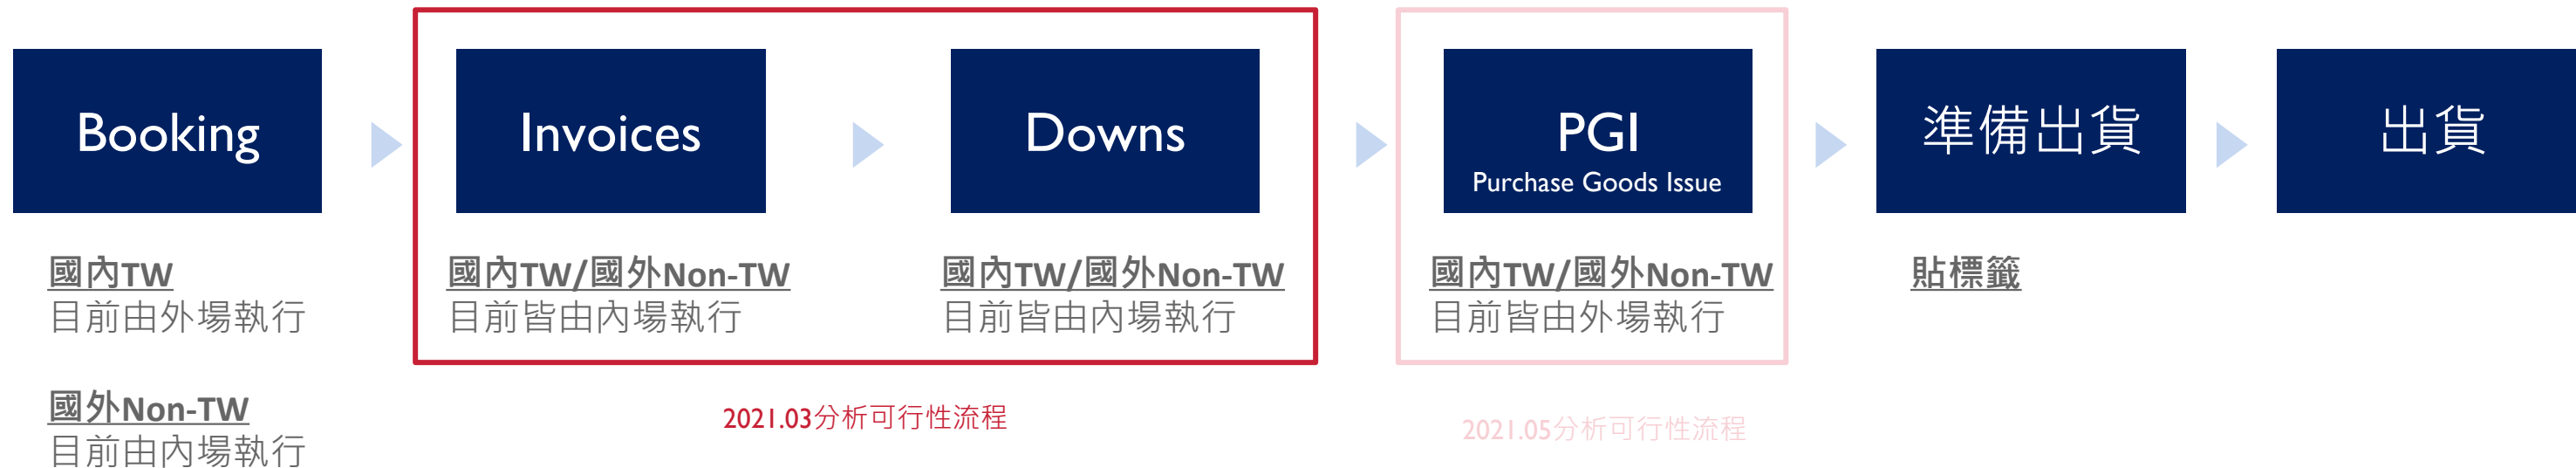 Booking
Invoices
Downs
PGI
Purchase Goods Issue
準備出貨
出貨
國內TW
目前由外場執行
國外Non-TW
目前由內場執行
國內TW/國外Non-TW
目前皆由內場執行
國內TW/國外Non-TW
目前皆由內場執行
國內TW/國外Non-TW
目前皆由外場執行
貼標籤
2021.03分析可行性流程
2021.05分析可行性流程